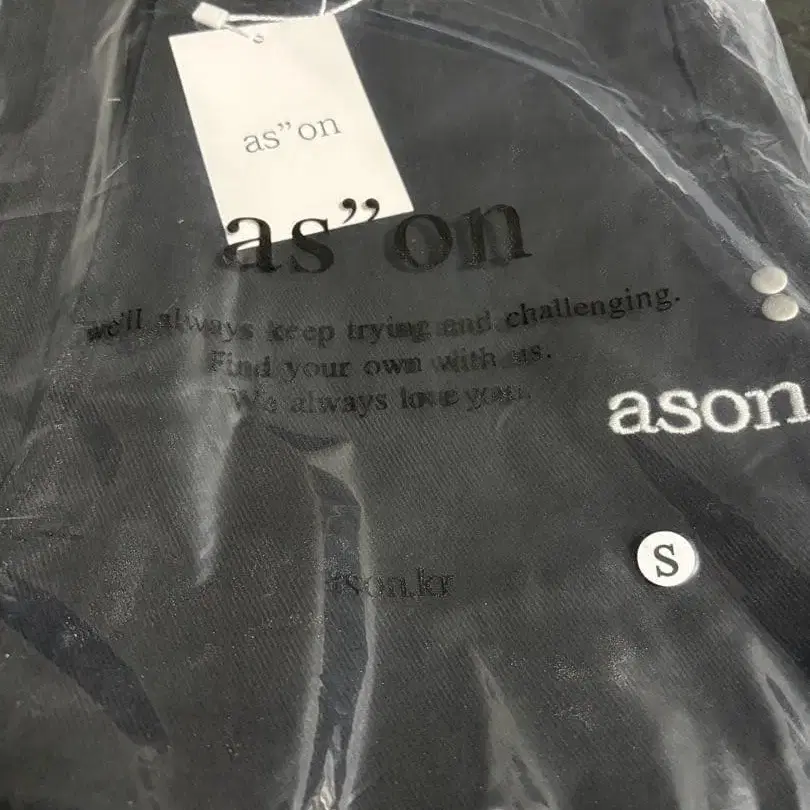 as”on
as”on
we'll always keep trying and challenging.
Find your own with us.
We always love you.
ason
S
ason.kr